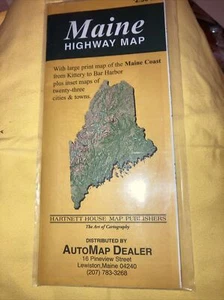 Maine
HIGHWAY MAP
With large print map of the Maine Coast
from Kittery to Bar Harbor
plus inset maps of
twenty-three
cities & towns.
HARTNETT HOUSE MAP PUBLISHERS
The Art of Cartography
DISTRIBUTED BY
AUTOMAP DEALER
16 Pineview Street
Lewiston, Maine 04240
(207) 783-3268